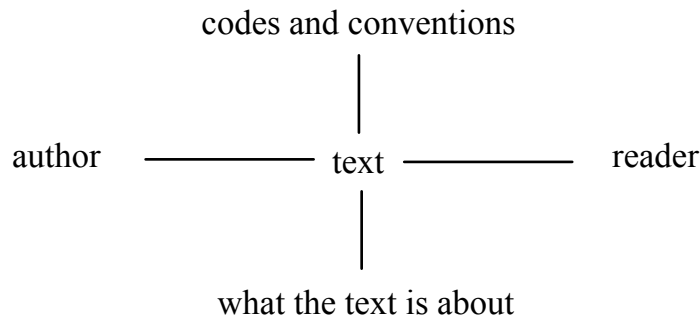 codes and conventions
author text reader
what the text is about